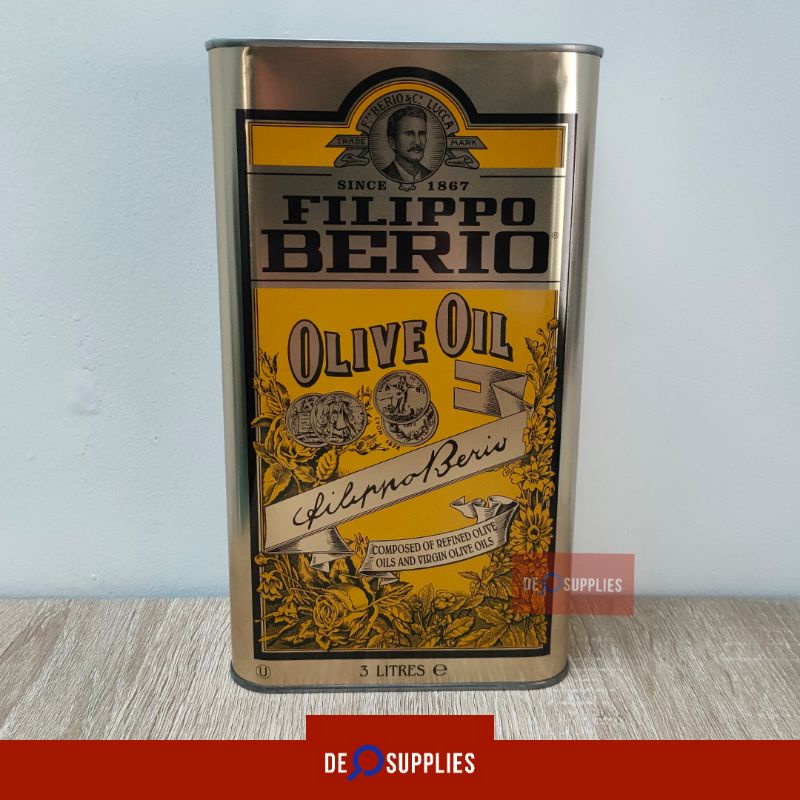 F.LLI BERIO & Cº LUCCA
TRADE MARK
SINCE 1867
FILIPPO
BERIO®
OLIVE OIL
Filippo Berio
COMPOSED OF REFINED OLIVE
OILS AND VIRGIN OLIVE OILS
DE SUPPLIES
U
3 LITRES ℮
DE SUPPLIES